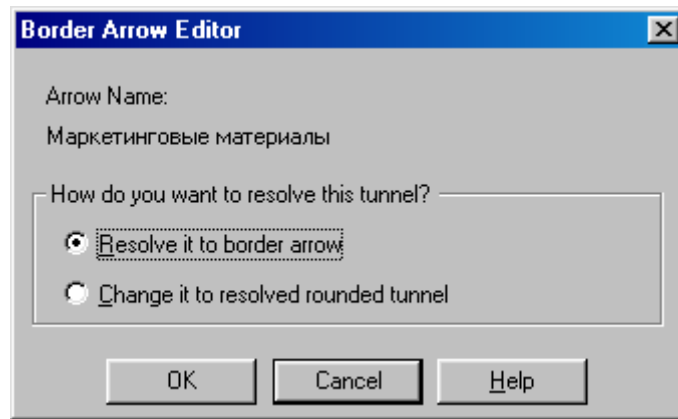 Border Arrow Editor
Arrow Name:
Маркетинговые материалы
How do you want to resolve this tunnel?
Resolve it to border arrow
Change it to resolved rounded tunnel
OK Cancel Help